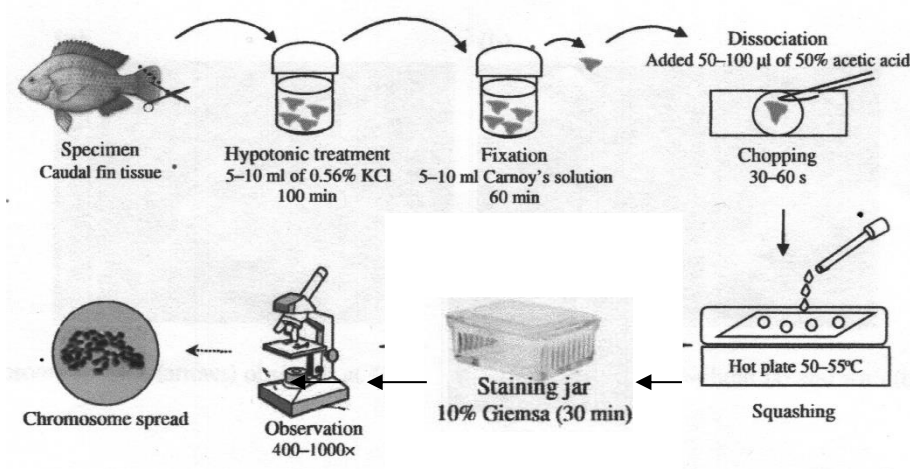 Specimen
Caudal fin tissue
Hypotonic treatment
5–10 ml of 0.56% KCl
100 min
Fixation
5–10 ml Carnoy's solution
60 min
Dissociation
Added 50–100 µl of 50% acetic acid
Chopping
30–60 s
Hot plate 50–55ºC
Squashing
Staining jar
10% Giemsa (30 min)
Observation
400–1000×
Chromosome spread